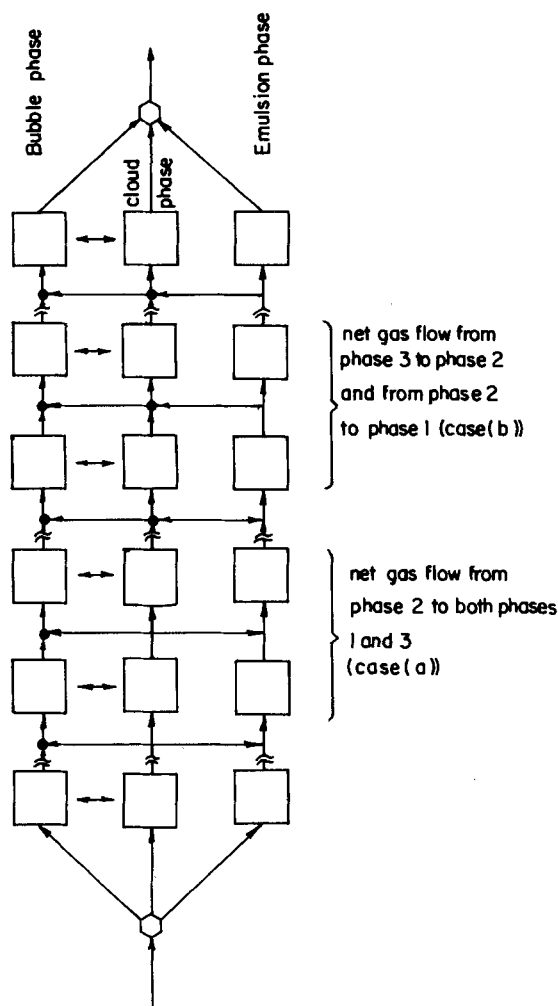 Bubble phase
cloud
phase
Emulsion phase
net gas flow from
phase 3 to phase 2
and from phase 2
to phase 1 (case(b))
net gas flow from
phase 2 to both phases
1 and 3
(case(a))